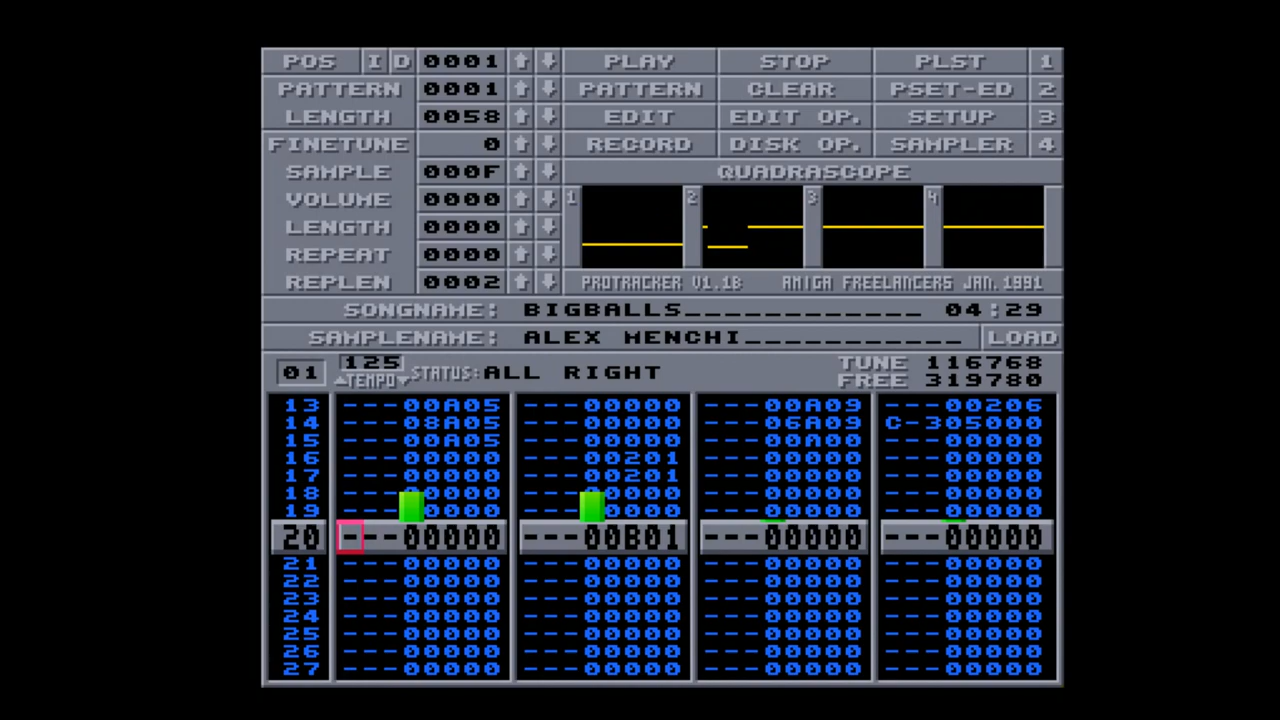 POS I D 0001 PLAY STOP PLST 1
PATTERN 0001 PATTERN CLEAR PSET-ED 2
LENGTH 0058 EDIT EDIT OP. SETUP 3
FINETUNE 0 RECORD DISK OP. SAMPLER 4
SAMPLE 000F QUADRASCOPE
VOLUME 0000 1 2 3 4
LENGTH 0000
REPEAT 0000
REPLEN 0002 PROTRACKER V1.1B AMIGA FREELANCERS JAN.1991
SONGNAME: BIGBALLS____________ 04:29
SAMPLENAME: ALEX MENCHI____________ LOAD
01 125 TEMPO STATUS:ALL RIGHT TUNE 116768
FREE 319780
13 ---00A05 ---00000 ---00A09 ---00206
14 ---08A05 ---00000 ---06A09 C-305000
15 ---00A05 ---00000 ---00A00 ---00000
16 ---00000 ---00201 ---00000 ---00000
17 ---00000 ---00201 ---00000 ---00000
18 ---00000 ---00000 ---00000 ---00000
19 ---00000 ---00000 ---00000 ---00000
20 ---00000 ---00B01 ---00000 ---00000
21 ---00000 ---00000 ---00000 ---00000
22 ---00000 ---00000 ---00000 ---00000
23 ---00000 ---00000 ---00000 ---00000
24 ---00000 ---00000 ---00000 ---00000
25 ---00000 ---00000 ---00000 ---00000
26 ---00000 ---00000 ---00000 ---00000
27 ---00000 ---00000 ---00000 ---00000